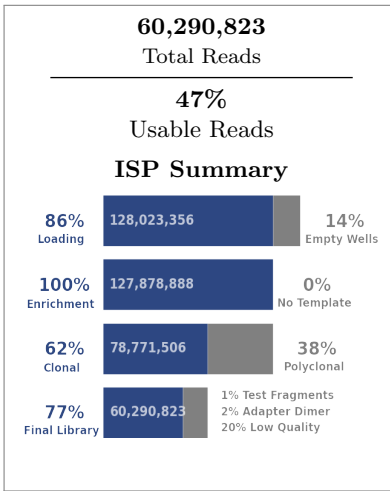 60,290,823
Total Reads
47%
Usable Reads
ISP Summary
86%
Loading
128,023,356
14%
Empty Wells
100%
Enrichment
127,878,888
0%
No Template
62%
Clonal
78,771,506
38%
Polyclonal
77%
Final Library
60,290,823
1% Test Fragments
2% Adapter Dimer
20% Low Quality